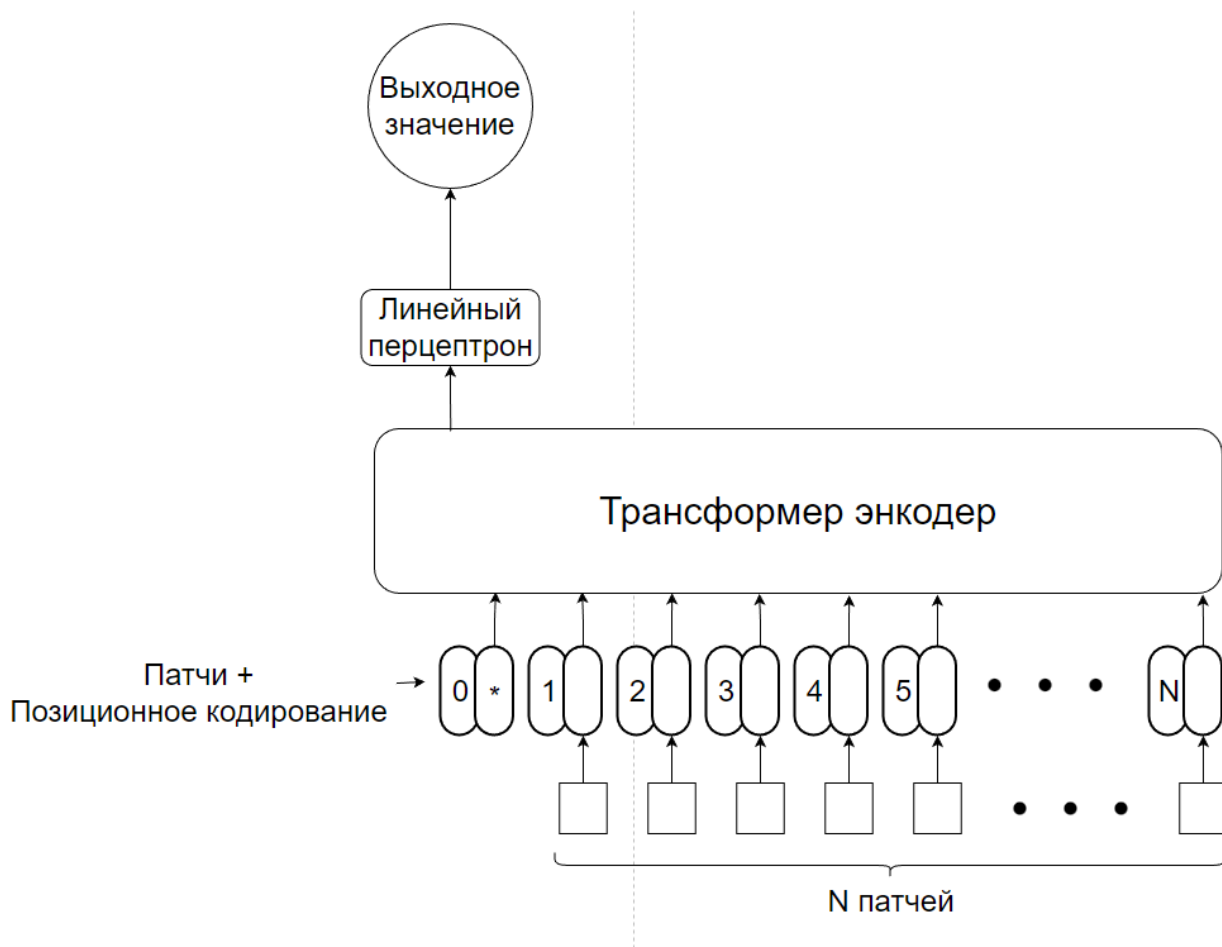 Выходное
значение
Линейный
перцептрон
Трансформер энкодер
Патчи +
Позиционное кодирование
0 * 1 2 3 4 5 N
N патчей